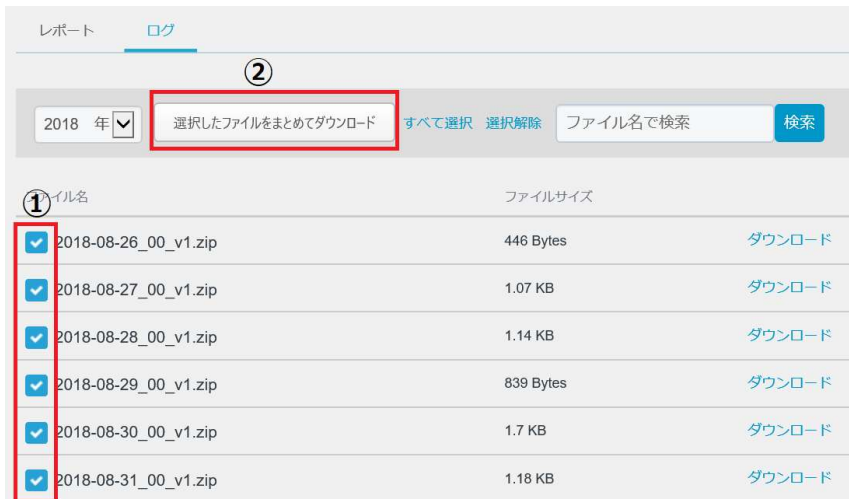 レポート ログ
②
2018 年 選択したファイルをまとめてダウンロード すべて選択 選択解除 ファイル名で検索 検索
①
ファイル名 ファイルサイズ
2018-08-26_00_v1.zip 446 Bytes ダウンロード
2018-08-27_00_v1.zip 1.07 KB ダウンロード
2018-08-28_00_v1.zip 1.14 KB ダウンロード
2018-08-29_00_v1.zip 839 Bytes ダウンロード
2018-08-30_00_v1.zip 1.7 KB ダウンロード
2018-08-31_00_v1.zip 1.18 KB ダウンロード